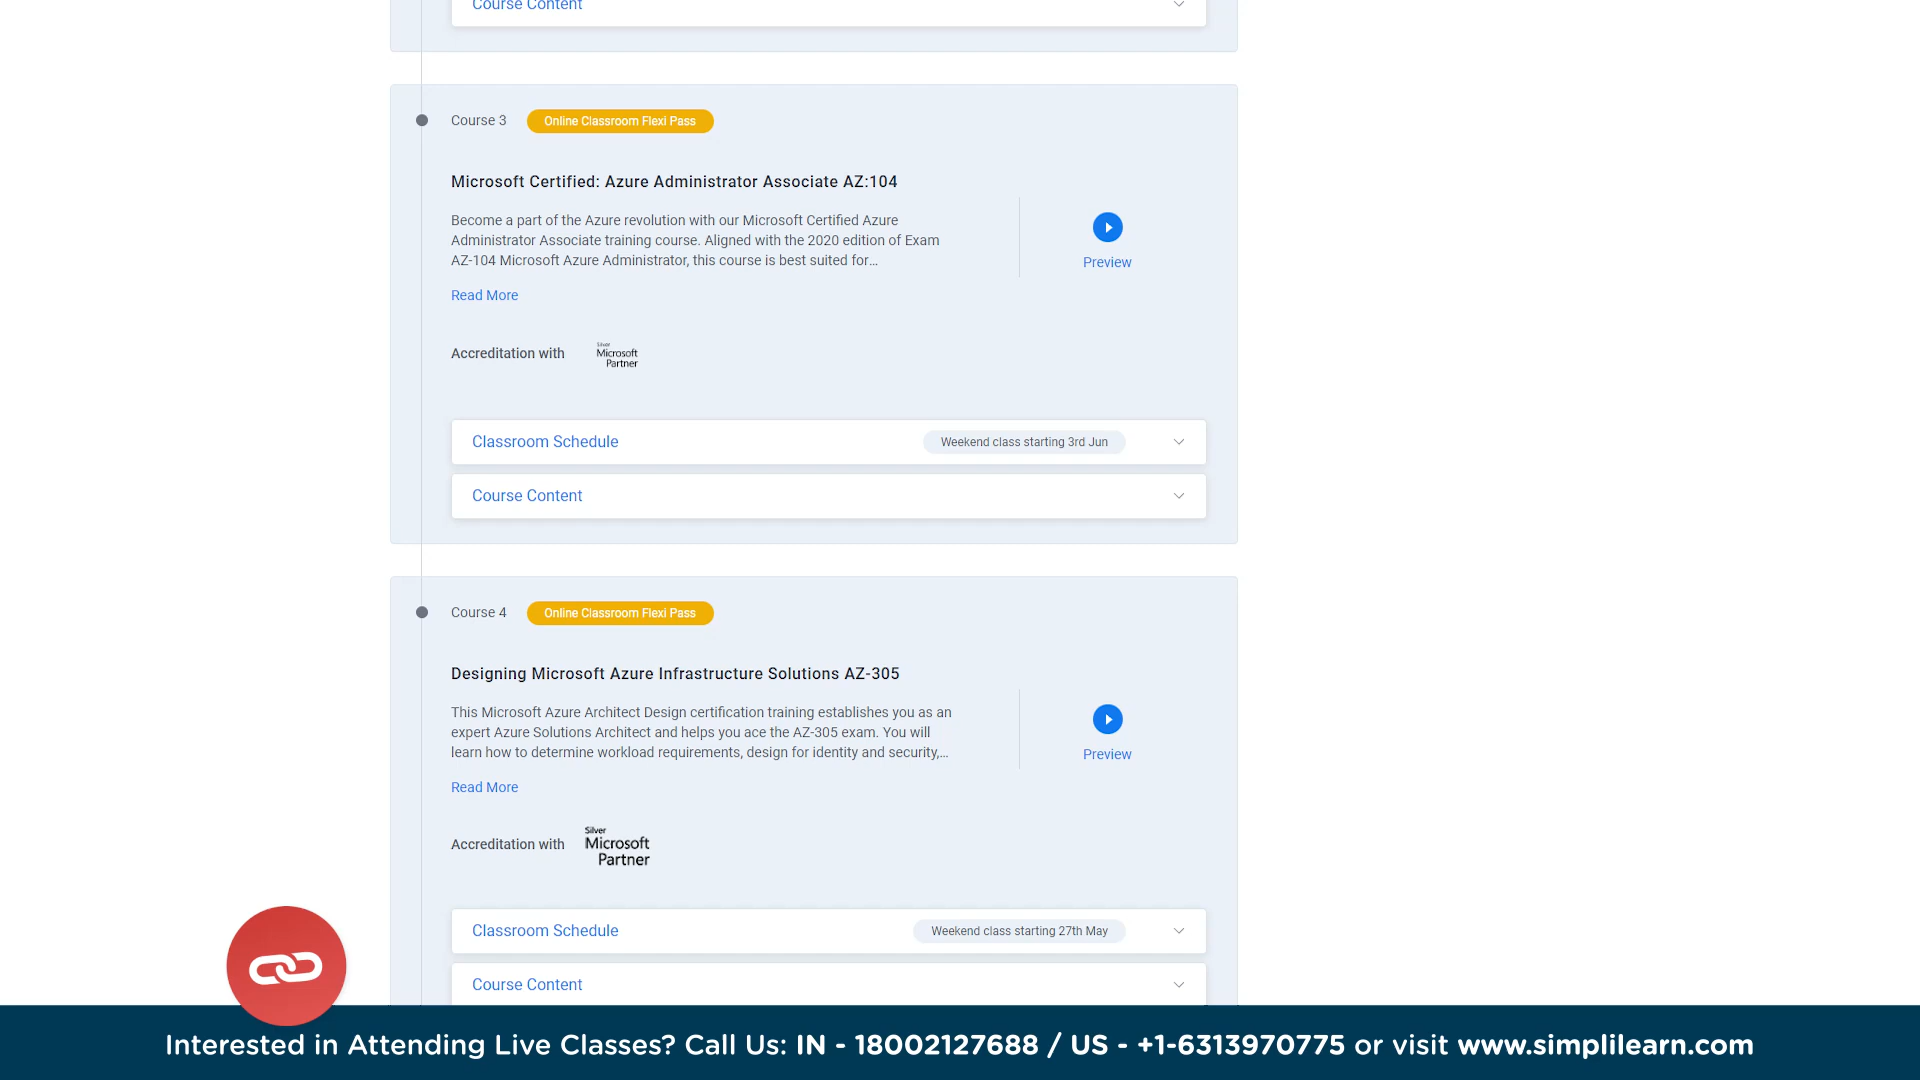 Course Content
Course 3
Online Classroom Flexi Pass
Microsoft Certified: Azure Administrator Associate AZ:104
Become a part of the Azure revolution with our Microsoft Certified Azure
Administrator Associate training course. Aligned with the 2020 edition of Exam
AZ-104 Microsoft Azure Administrator, this course is best suited for...
Preview
Read More
Accreditation with
Silver
Microsoft
Partner
Classroom Schedule
Weekend class starting 3rd Jun
Course Content
Course 4
Online Classroom Flexi Pass
Designing Microsoft Azure Infrastructure Solutions AZ-305
This Microsoft Azure Architect Design certification training establishes you as an
expert Azure Solutions Architect and helps you ace the AZ-305 exam. You will
learn how to determine workload requirements, design for identity and security,...
Preview
Read More
Accreditation with
Silver
Microsoft
Partner
Classroom Schedule
Weekend class starting 27th May
Course Content
Interested in Attending Live Classes? Call Us: IN - 18002127688 / US - +1-6313970775 or visit www.simplilearn.com